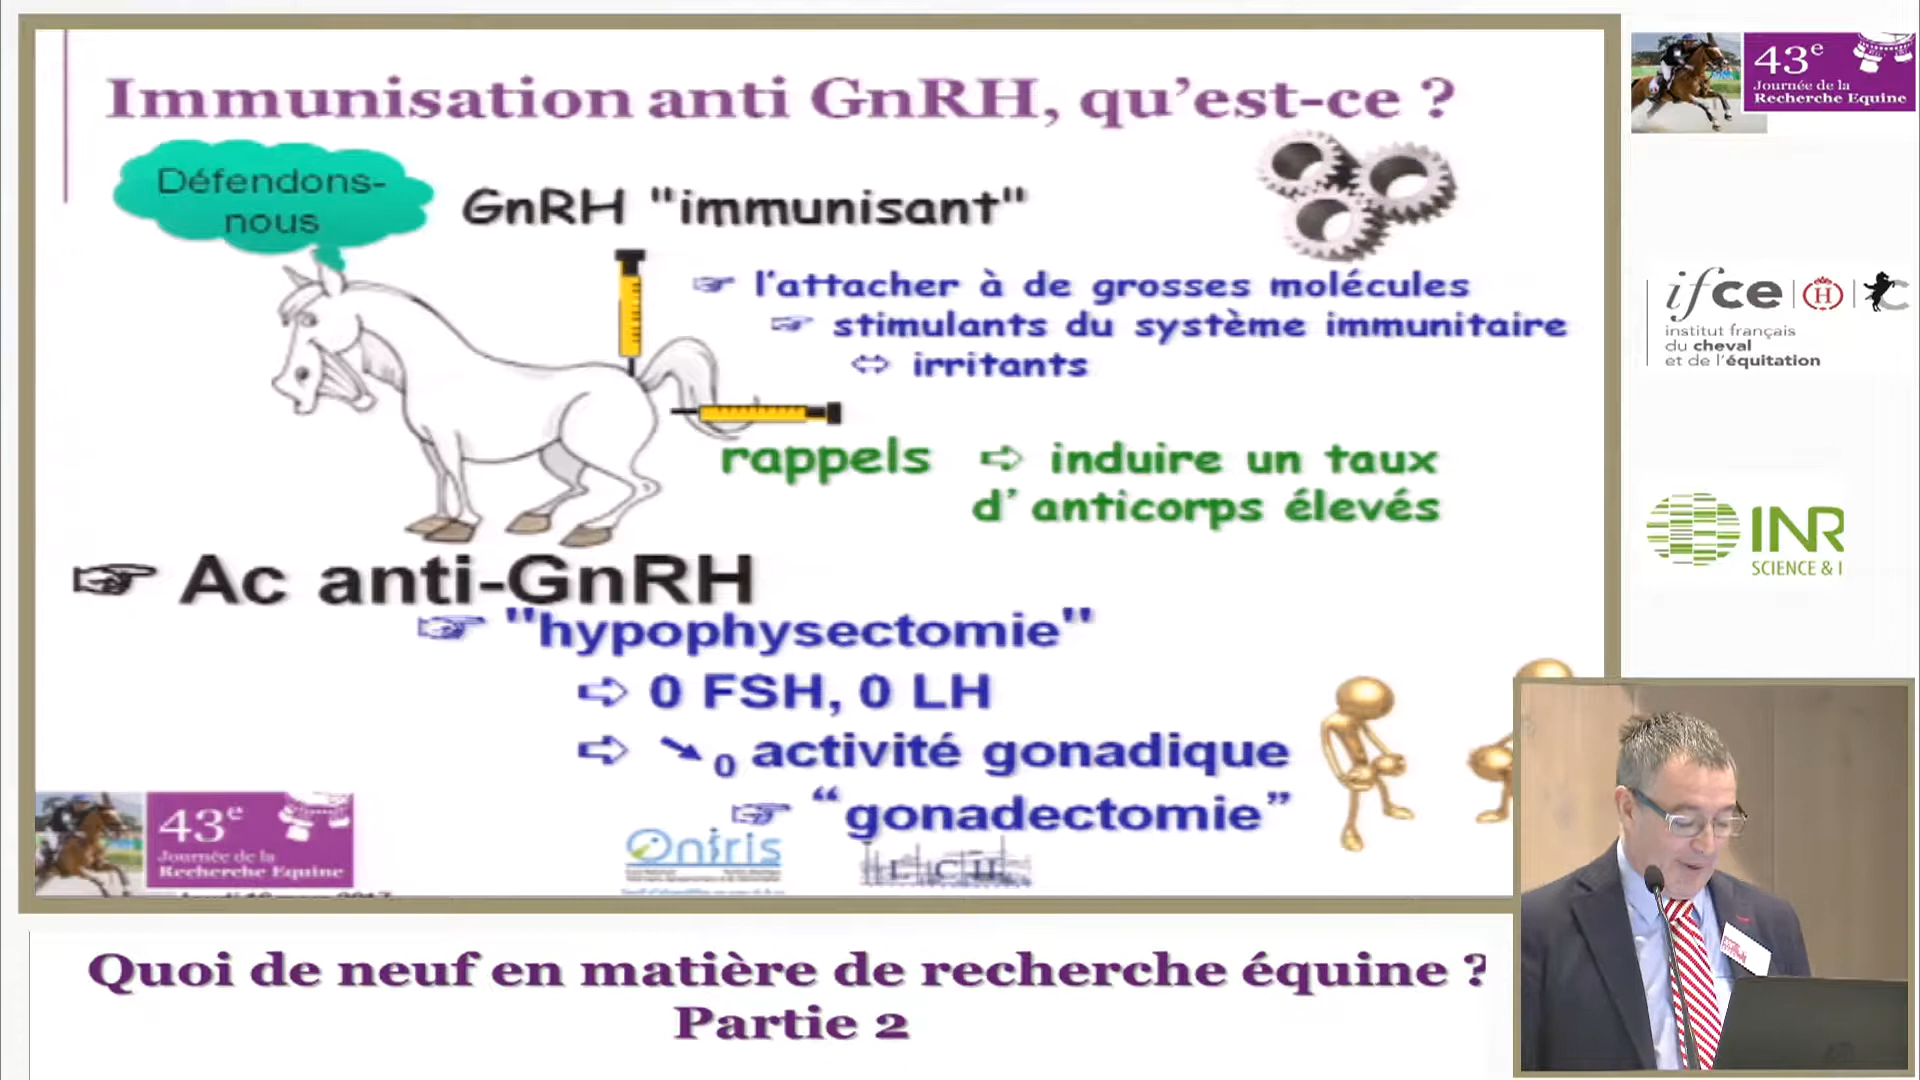 Immunisation anti GnRH, qu’est-ce ?
Défendons-
nous
GnRH "immunisant"
l'attacher à de grosses molécules
stimulants du système immunitaire
⇔ irritants
rappels ⇨ induire un taux
d’anticorps élevés
☞ Ac anti-GnRH
☞ "hypophysectomie"
⇨ 0 FSH, 0 LH
⇨ ➘ 0 activité gonadique
☞ “gonadectomie”
43e
Journée de la
Recherche Equine
Oniris
43e
Journée de la
Recherche Equine
ifce
institut français
du cheval
et de l'équitation
INR
SCIENCE & I
Quoi de neuf en matière de recherche équine ?
Partie 2